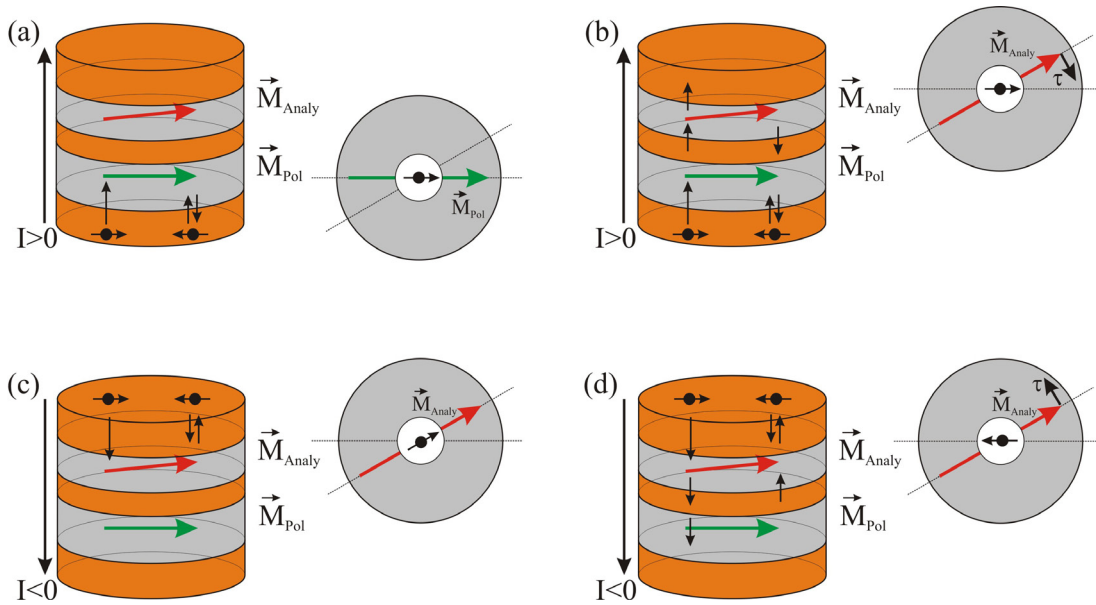 (a)
M⃗Analy
M⃗Pol
I>0
M⃗Pol
(b)
M⃗Analy
M⃗Pol
I>0
M⃗Analy
τ
(c)
M⃗Analy
M⃗Pol
I<0
M⃗Analy
(d)
M⃗Analy
M⃗Pol
I<0
M⃗Analy
τ